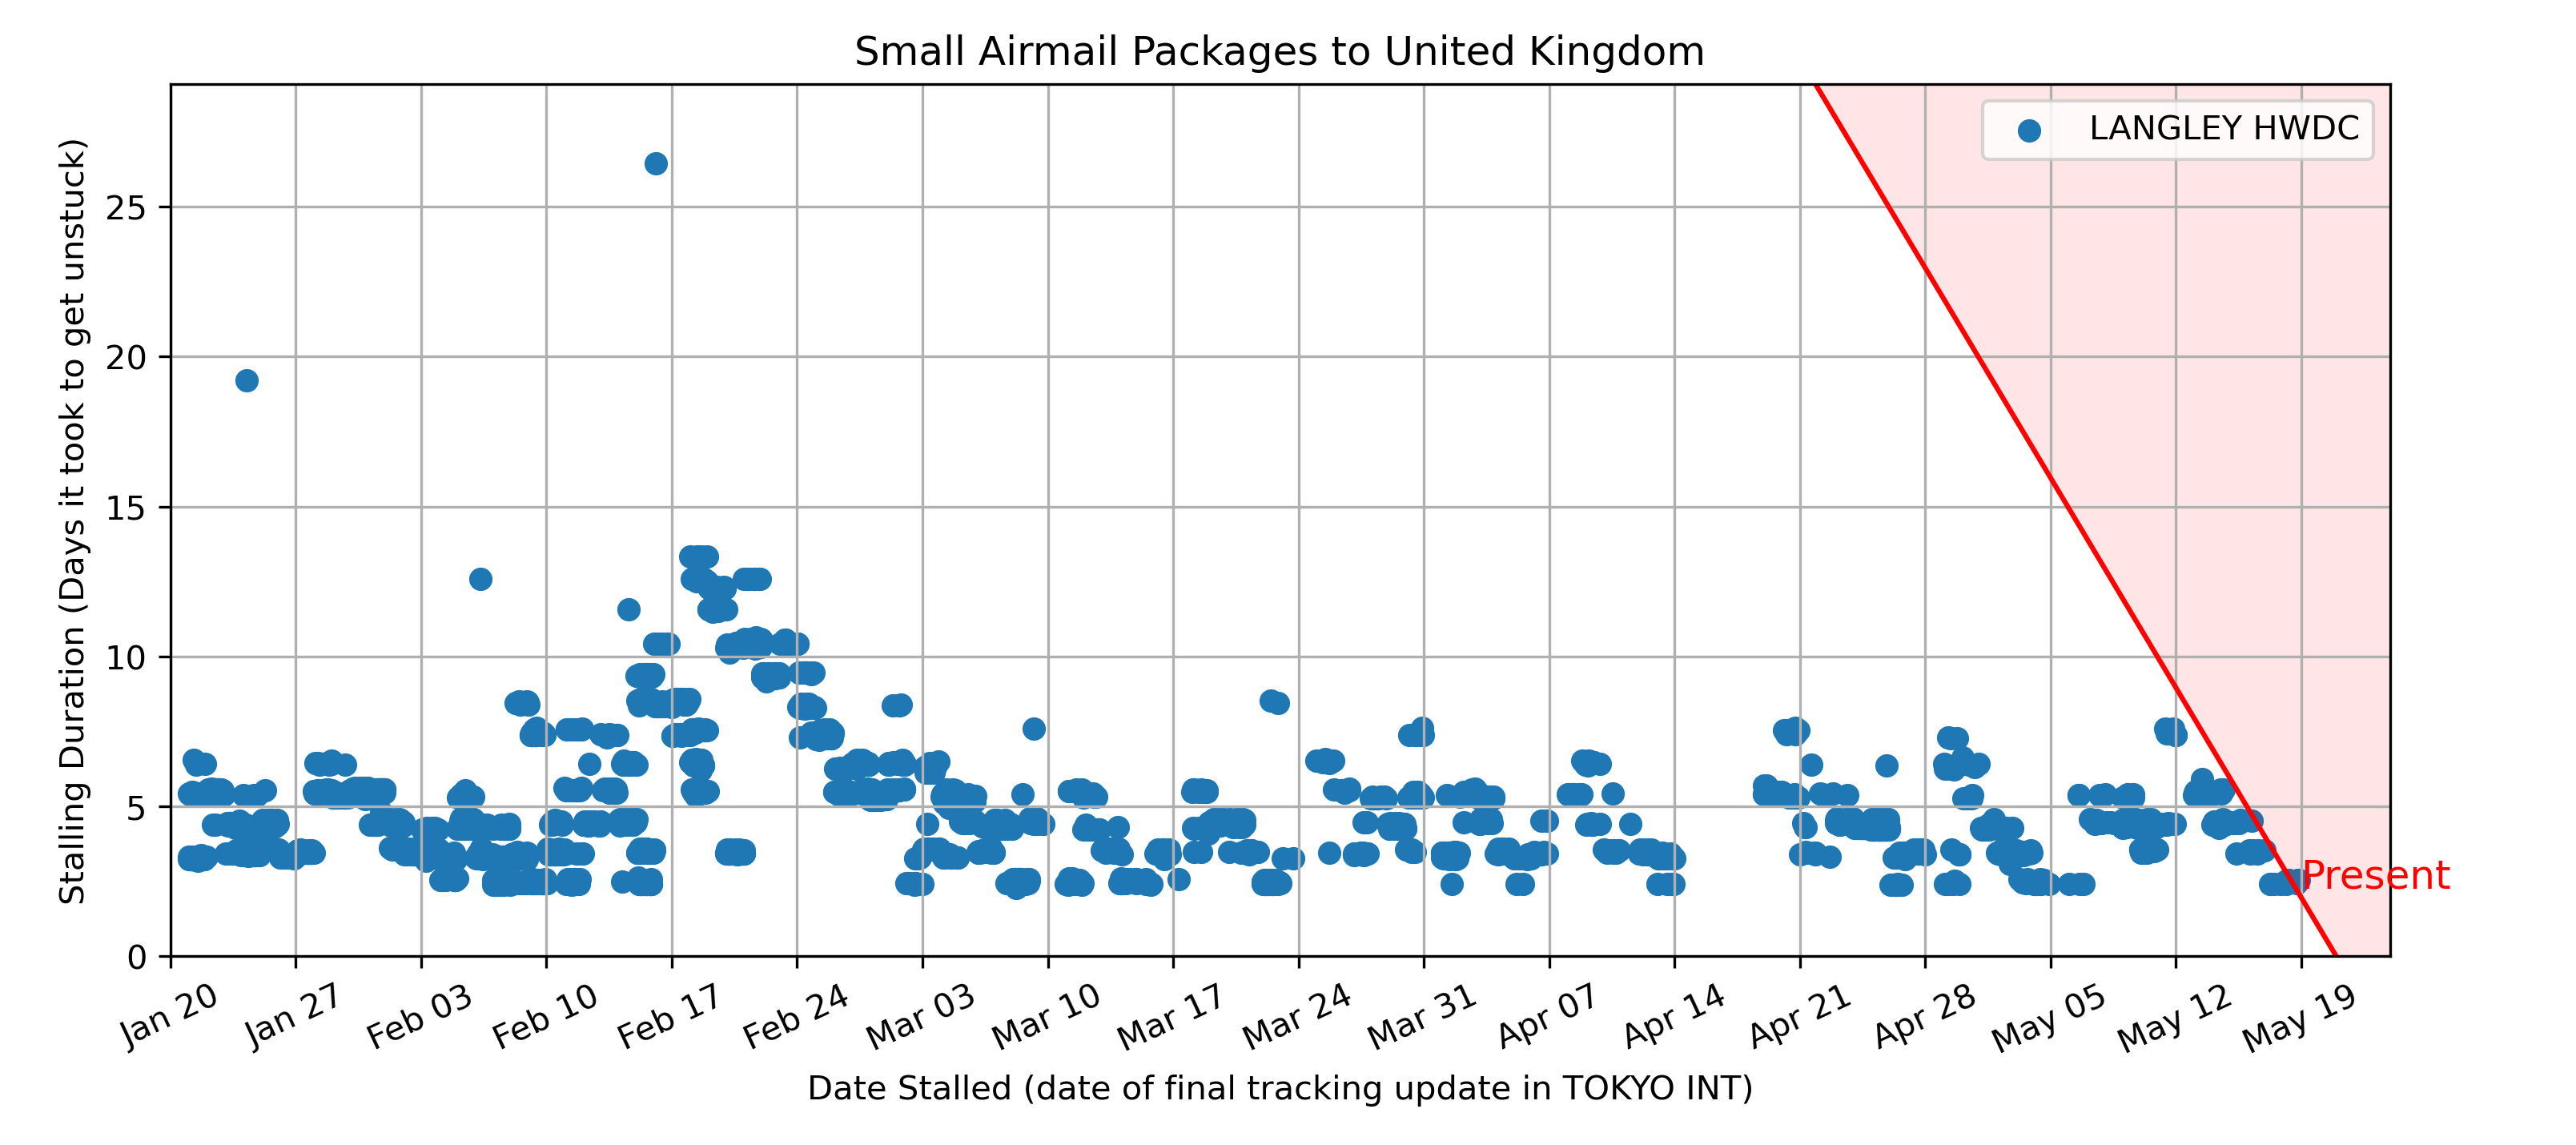 Small Airmail Packages to United Kingdom
LANGLEY HWDC
Stalling Duration (Days it took to get unstuck)
25
20
15
10
5
0
Present
Jan 20
Jan 27
Feb 03
Feb 10
Feb 17
Feb 24
Mar 03
Mar 10
Mar 17
Mar 24
Mar 31
Apr 07
Apr 14
Apr 21
Apr 28
May 05
May 12
May 19
Date Stalled (date of final tracking update in TOKYO INT)